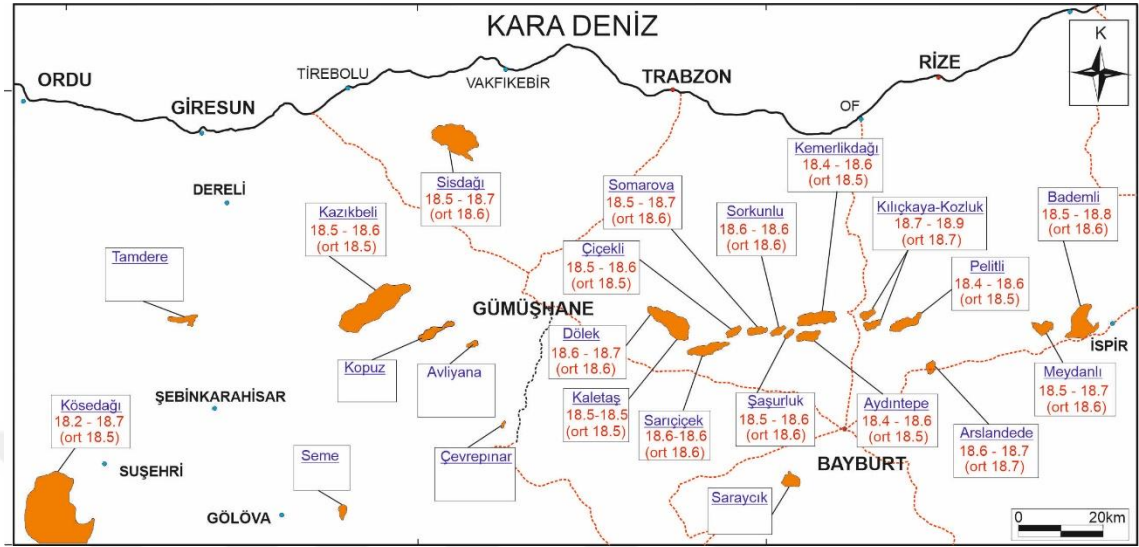 KARA DENİZ
K
ORDU
GİRESUN
TİREBOLU
VAKFIKEBİR
TRABZON
OF
RİZE
DERELİ
Sisdağı
18.5 - 18.7
(ort 18.6)
Kazıkbeli
18.5 - 18.6
(ort 18.5)
Somarova
18.5 - 18.7
(ort 18.6)
Sorkunlu
18.6 - 18.6
(ort 18.6)
Kemerlikdağı
18.4 - 18.6
(ort 18.5)
Kılıçkaya-Kozluk
18.7 - 18.9
(ort 18.7)
Bademli
18.5 - 18.8
(ort 18.6)
Tamdere
Çiçekli
18.5 - 18.6
(ort 18.5)
Pelitli
18.4 - 18.6
(ort 18.5)
GÜMÜŞHANE
Dölek
18.6 - 18.7
(ort 18.6)
İSPİR
Kopuz
Avliyana
Kaletaş
18.5-18.5
(ort 18.5)
Sarıçiçek
18.6-18.6
(ort 18.6)
Şaşurluk
18.5 - 18.6
(ort 18.6)
Aydıntepe
18.4 - 18.6
(ort 18.5)
Arslandede
18.6 - 18.7
(ort 18.7)
Meydanlı
18.5 - 18.7
(ort 18.6)
ŞEBİNKARAHİSAR
Kösedağı
18.2 - 18.7
(ort 18.5)
SUŞEHRİ
Seme
Çevrepınar
BAYBURT
Saraycık
GÖLÖVA
0 20km